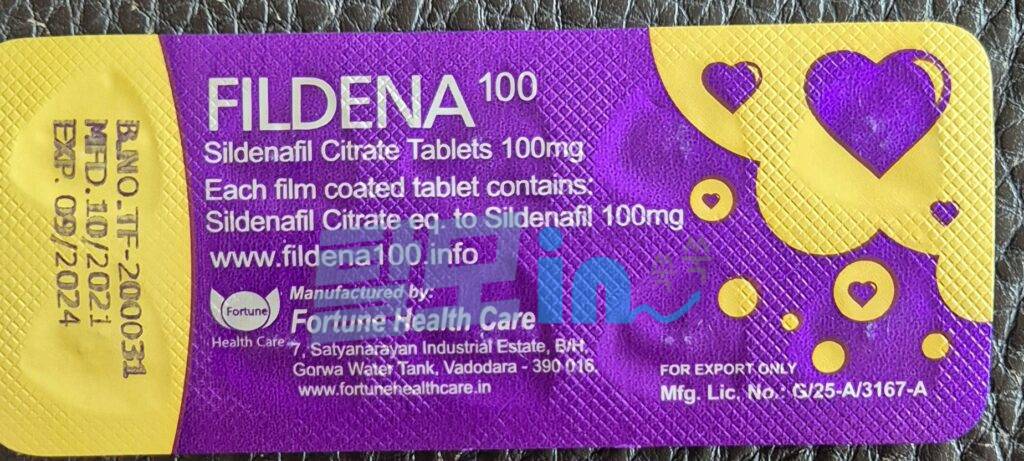 B.NO.TF-2000031
MFD.10/2021
EXP. 09/2024
FILDENA 100
Sildenafil Citrate Tablets 100mg
Each film coated tablet contains:
Sildenafil Citrate eq. to Sildenafil 100mg
www.fildena100.info
Manufactured by:
Fortune Health Care
7, Satyanarayan Industrial Estate, B/H,
Gorwa Water Tank, Vadodara - 390 016.
www.fortunehealthcare.in
Fortune
Health Care
FOR EXPORT ONLY
Mfg. Lic. No.: G/25-A/3167-A
in